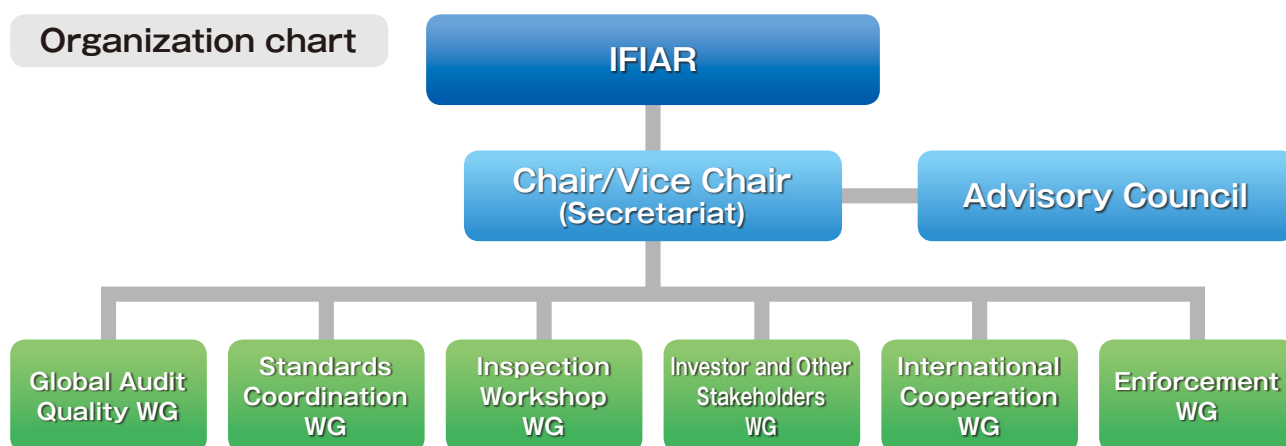 Organization chart
IFIAR
Chair/Vice Chair
(Secretariat)
Advisory Council
Global Audit
Quality WG
Standards
Coordination
WG
Inspection
Workshop
WG
Investor and Other
Stakeholders
WG
International
Cooperation
WG
Enforcement
WG